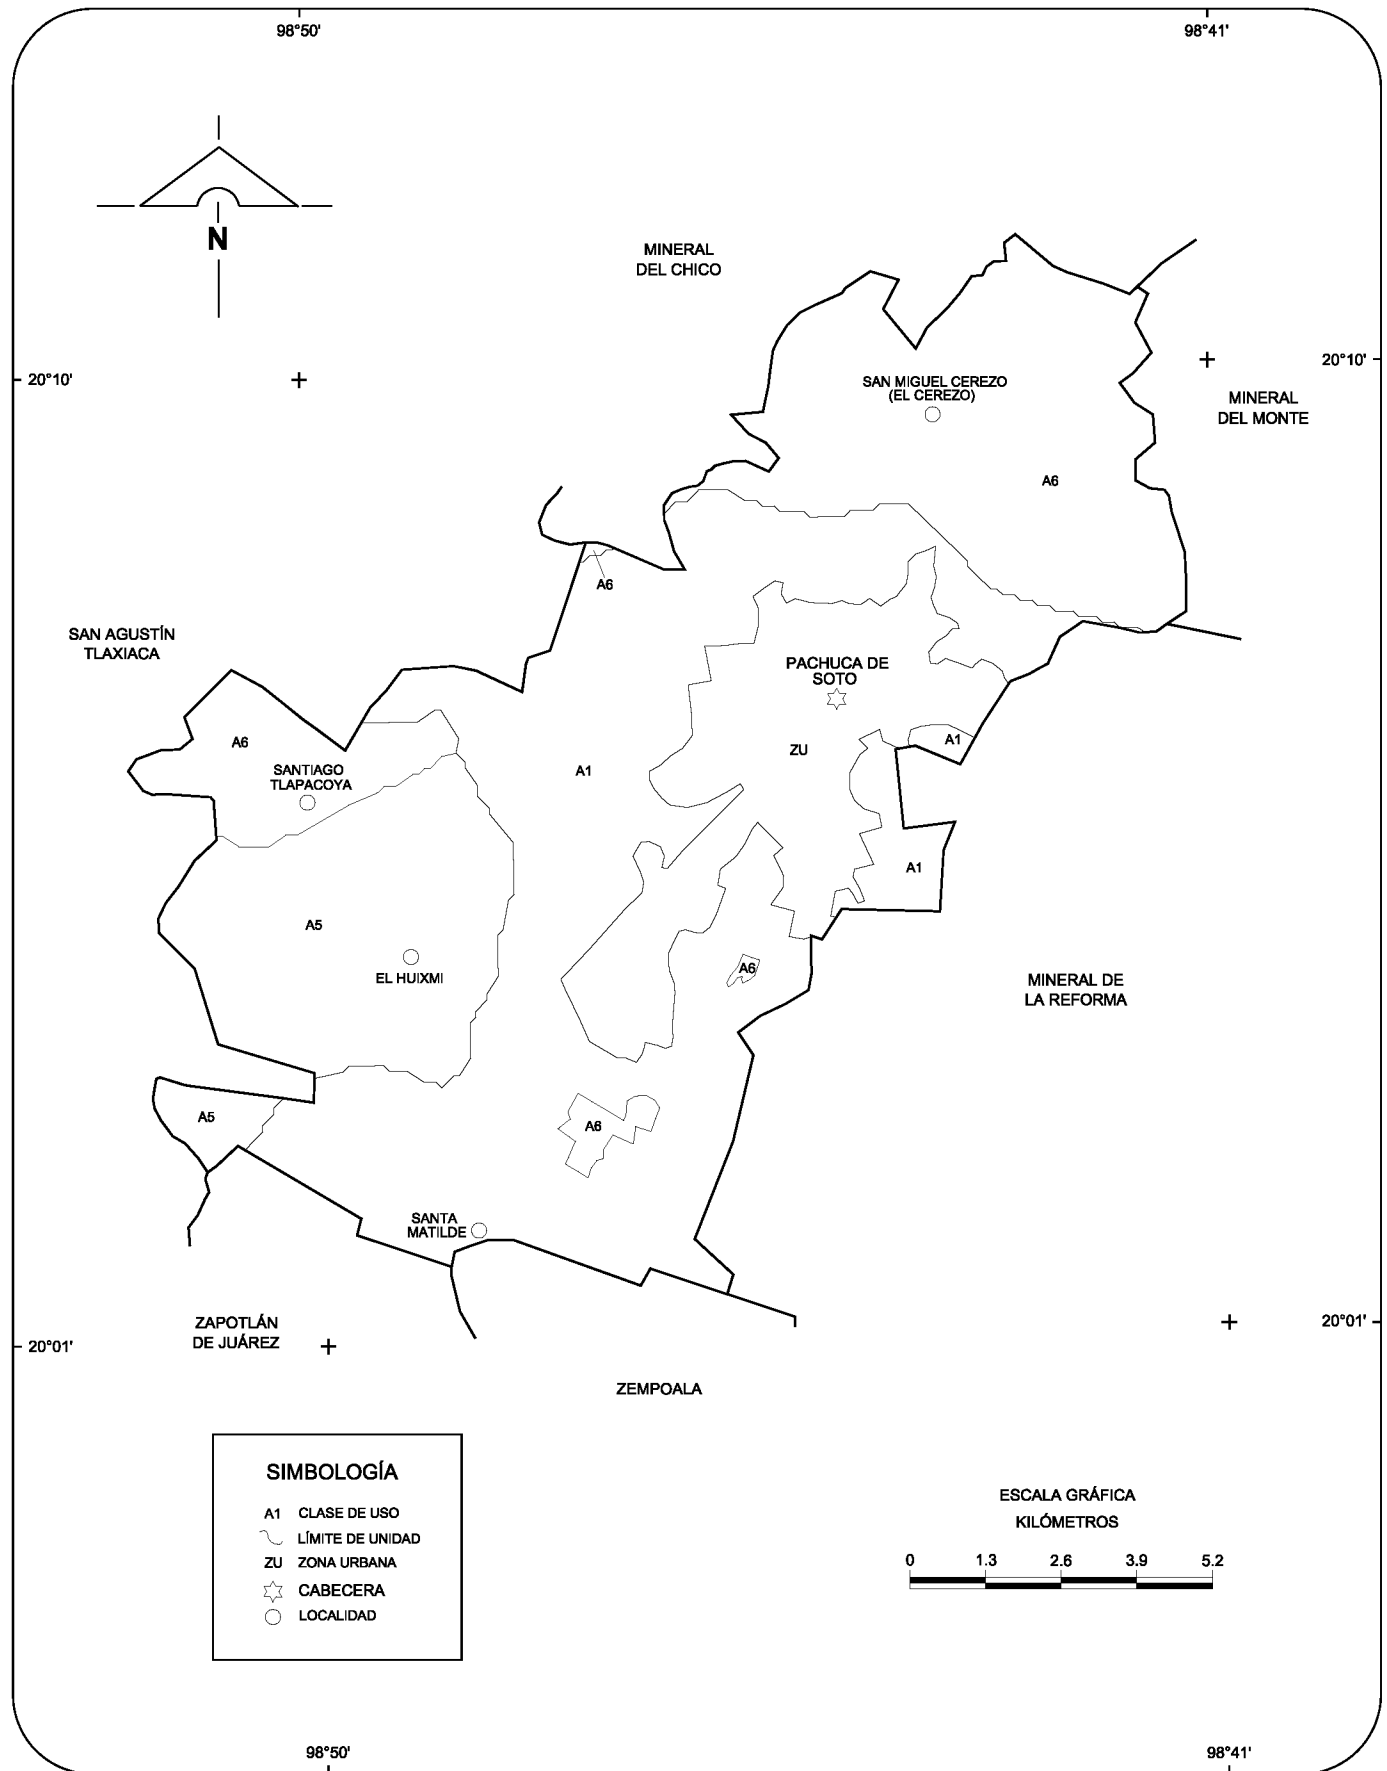 98°50'
98°41'
N
MINERAL
DEL CHICO
20°10'
20°10'
SAN MIGUEL CEREZO
(EL CEREZO)
MINERAL
DEL MONTE
A6
A6
SAN AGUSTÍN
TLAXIACA
PACHUCA DE
SOTO
A6
A1
ZU
A1
SANTIAGO
TLAPACOYA
A1
A5
A6
EL HUIXMI
MINERAL DE
LA REFORMA
A5
A6
SANTA
MATILDE
ZAPOTLÁN
DE JUÁREZ
20°01'
20°01'
ZEMPOALA
SIMBOLOGÍA
A1 CLASE DE USO
LÍMITE DE UNIDAD
ZU ZONA URBANA
CABECERA
LOCALIDAD
ESCALA GRÁFICA
KILÓMETROS
0 1.3 2.6 3.9 5.2
98°50'
98°41'